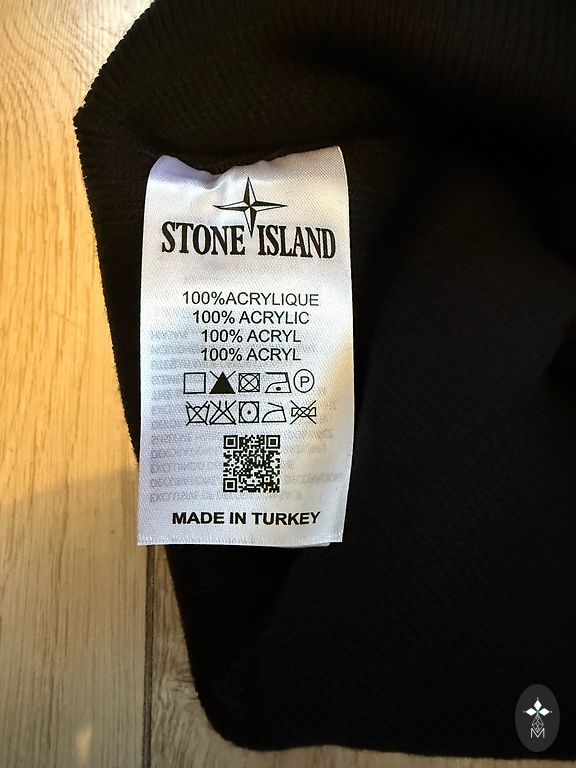 STONE ISLAND
100%ACRYLIQUE
100% ACRYLIC
100% ACRYL
100% ACRYL
P
MADE IN TURKEY
M